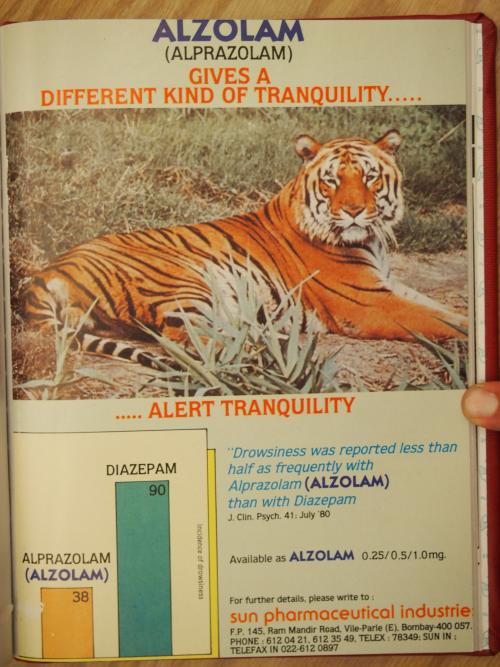 ALZOLAM
(ALPRAZOLAM)
GIVES A
DIFFERENT KIND OF TRANQUILITY.....
..... ALERT TRANQUILITY
DIAZEPAM
90
ALPRAZOLAM
(ALZOLAM)
38
Incidence of drowsiness
"Drowsiness was reported less than
half as frequently with
Alprazolam (ALZOLAM)
than with Diazepam
J. Clin. Psych. 41; July '80
Available as ALZOLAM 0.25/0.5/1.0mg.
For further details, please write to :
sun pharmaceutical industrie
F.P. 145, Ram Mandir Road, Vile-Parle (E), Bombay-400 057.
PHONE : 612 04 21, 612 35 49, TELEX : 78349; SUN IN ;
TELEFAX IN 022-612 0897